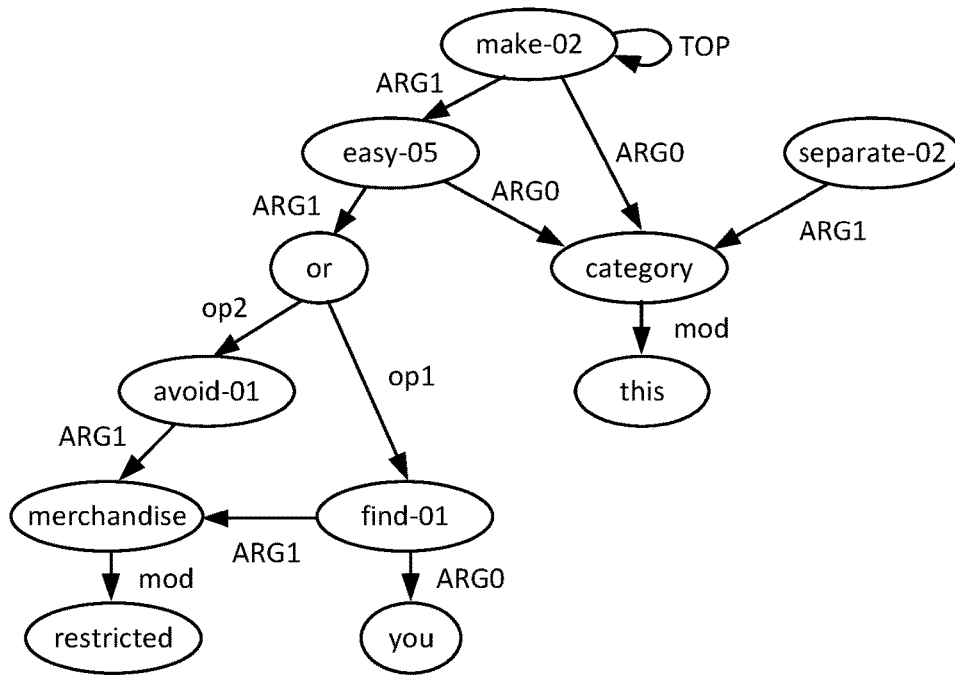 make-02
TOP
ARG1
easy-05
ARG0
separate-02
ARG1
ARG0
ARG1
or
category
op2
mod
avoid-01
op1
this
ARG1
merchandise
find-01
ARG1
mod
ARG0
restricted
you